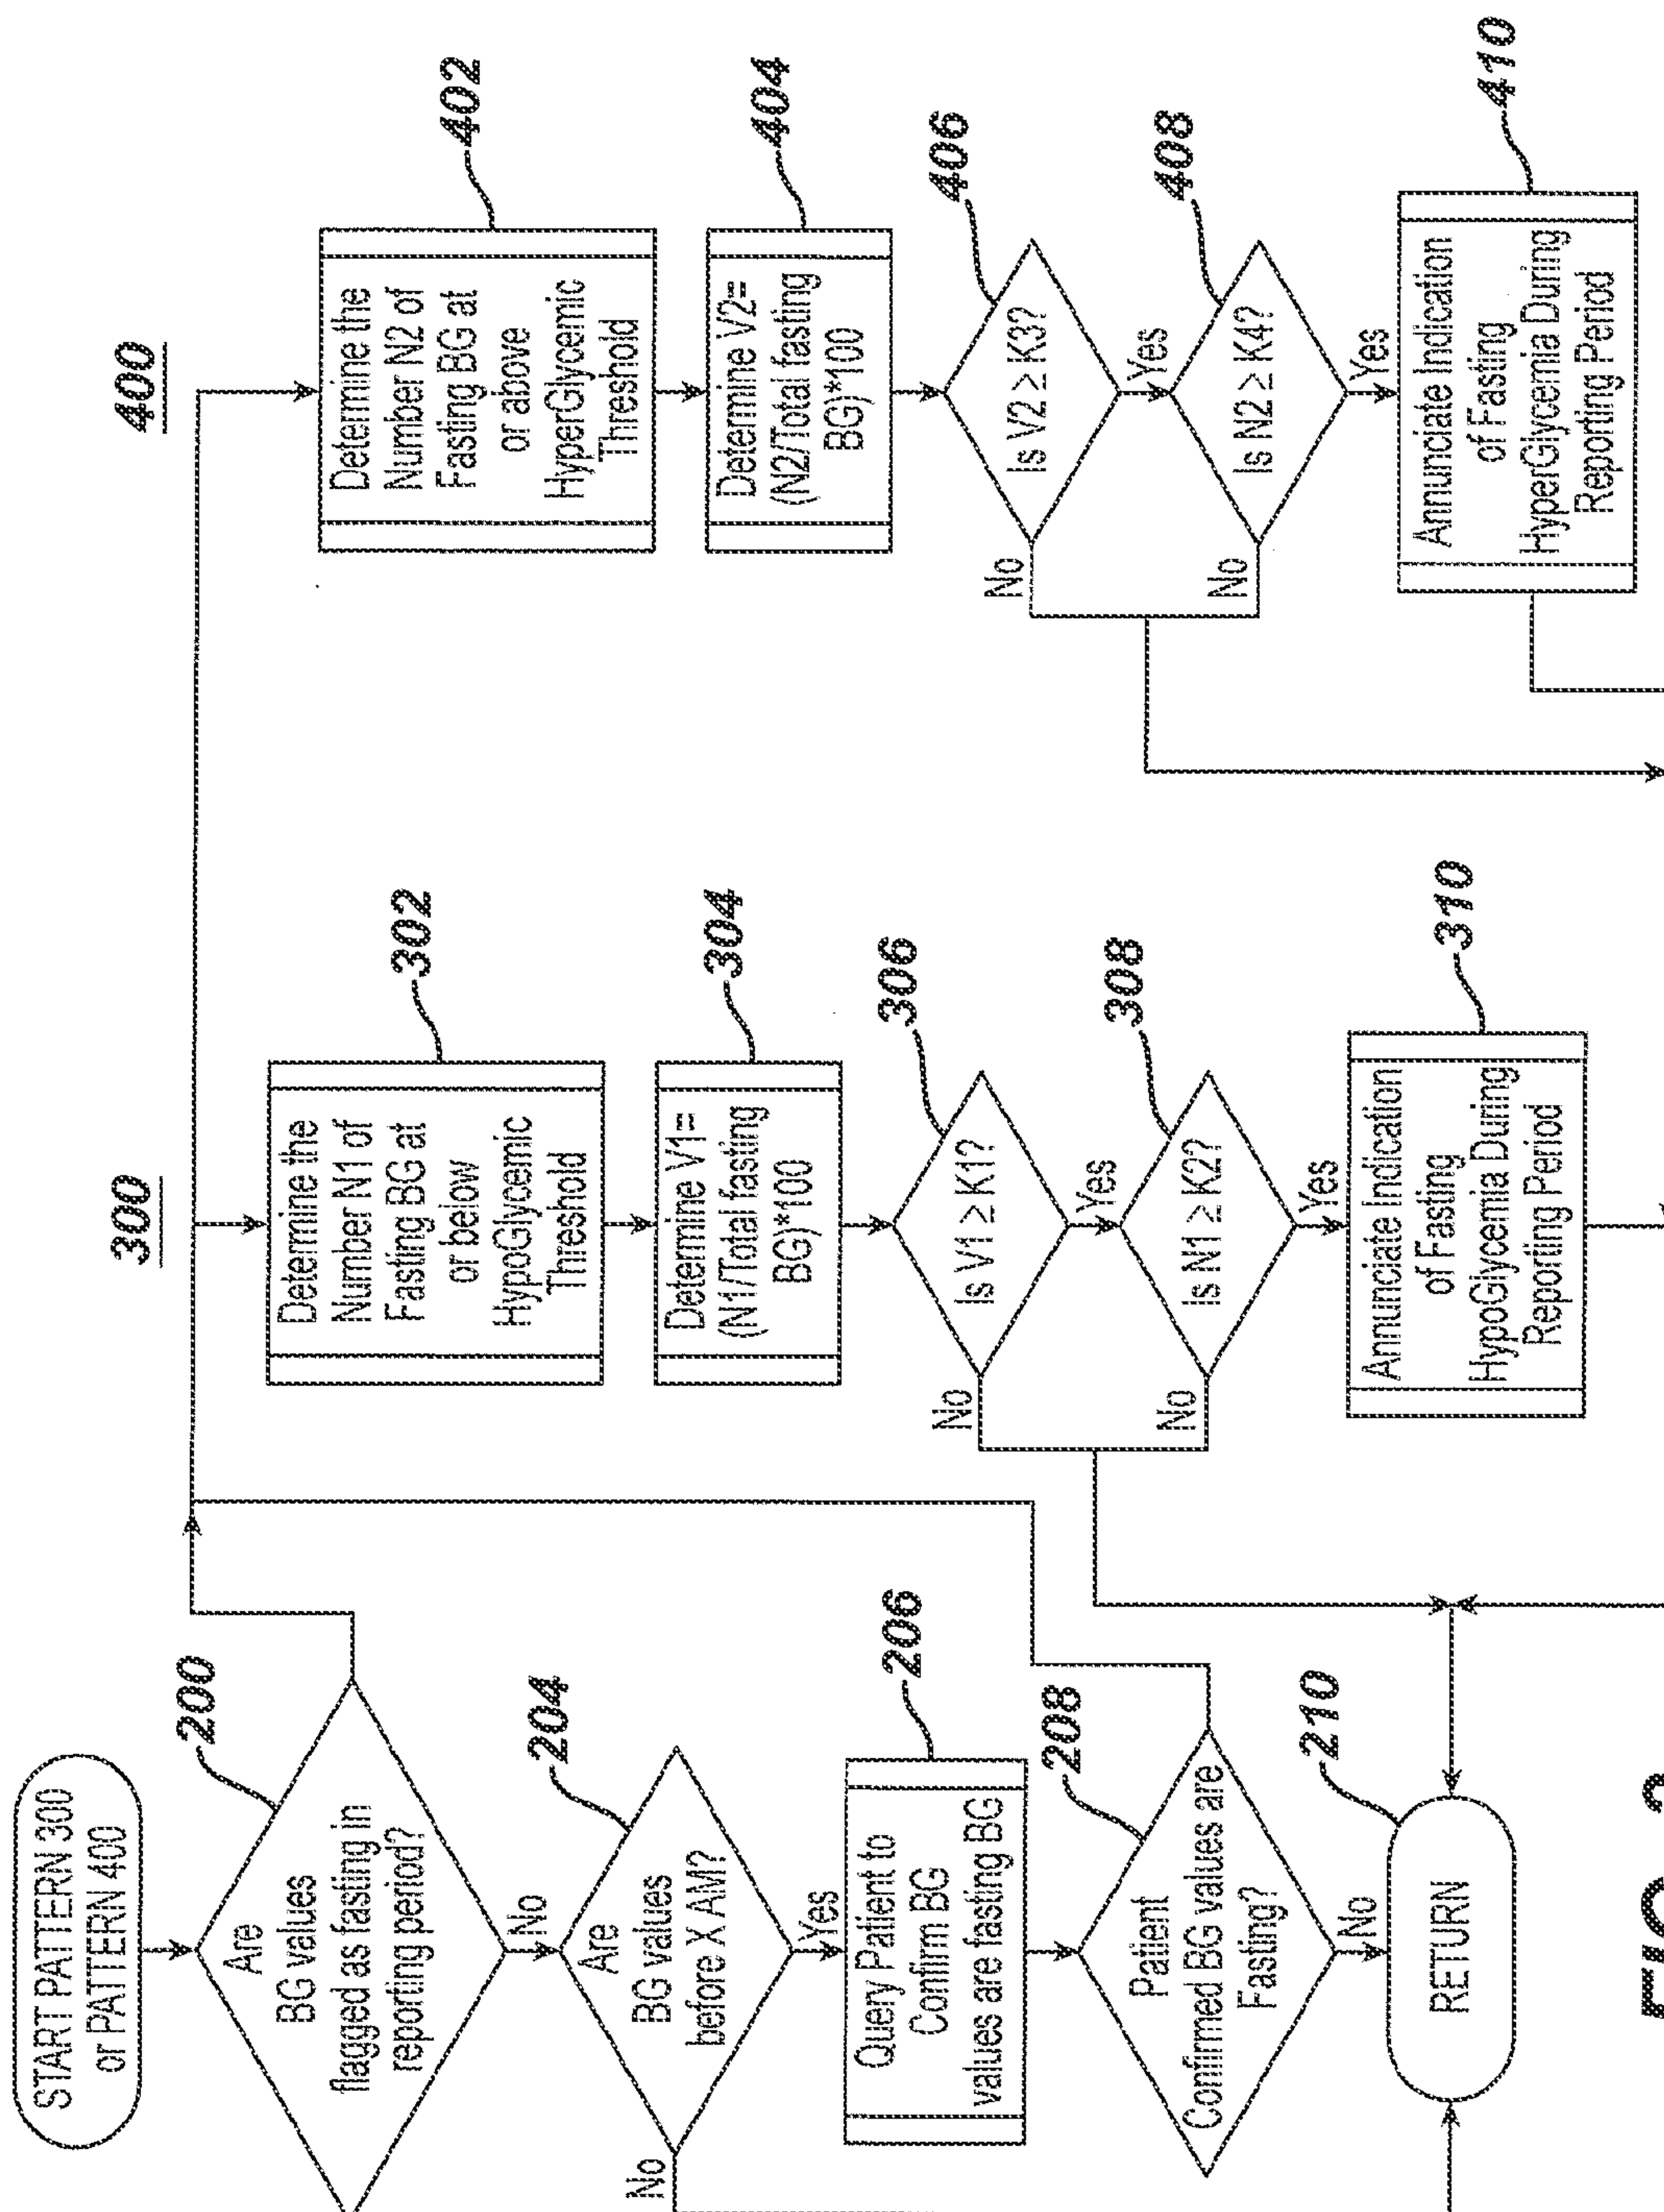 START PATTERN 300
or PATTERN 400
200
Are
BG values
flagged as fasting in
reporting period?
No
204
Are
BG values
before X AM?
No
Yes
206
Query Patient to
Confirm BG
values are fasting BG
208
Patient
Confirmed BG values are
Fasting?
No
210
RETURN
300
302
Determine the
Number N1 of
Fasting BG at
or below
HypoGlycemic
Threshold
304
Determine V1=
(N1/Total fasting
BG)*100
306
Is V1 ≥ K1?
No
Yes
308
Is N1 ≥ K2?
No
Yes
310
Annunciate Indication
of Fasting
HypoGlycenia During
Reporting Period
400
402
Determine the
Number N2 of
Fasting BG at
or above
HyperGlycemic
Threshold
404
Determine V2=
(N2/Total fasting
BG)*100
406
Is V2 ≥ K3?
No
Yes
408
Is N2 ≥ K4?
No
Yes
410
Annunciate Indication
of Fasting
HyperGlycemia During
Reporting Period